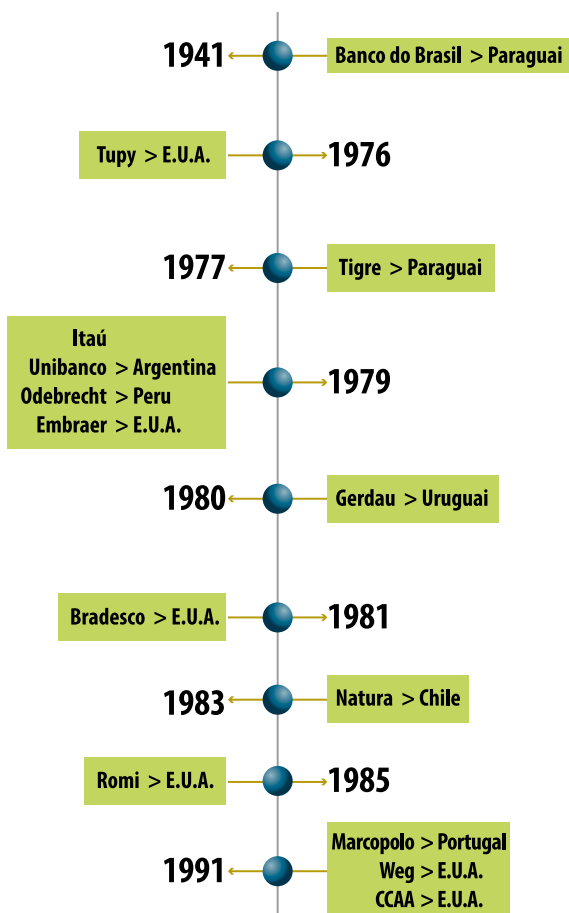 1941
Banco do Brasil > Paraguai
Tupy > E.U.A.
1976
1977
Tigre > Paraguai
Itaú
Unibanco > Argentina
Odebrecht > Peru
Embraer > E.U.A.
1979
1980
Gerdau > Uruguai
Bradesco > E.U.A.
1981
1983
Natura > Chile
Romi > E.U.A.
1985
1991
Marcopolo > Portugal
Weg > E.U.A.
CCAA > E.U.A.